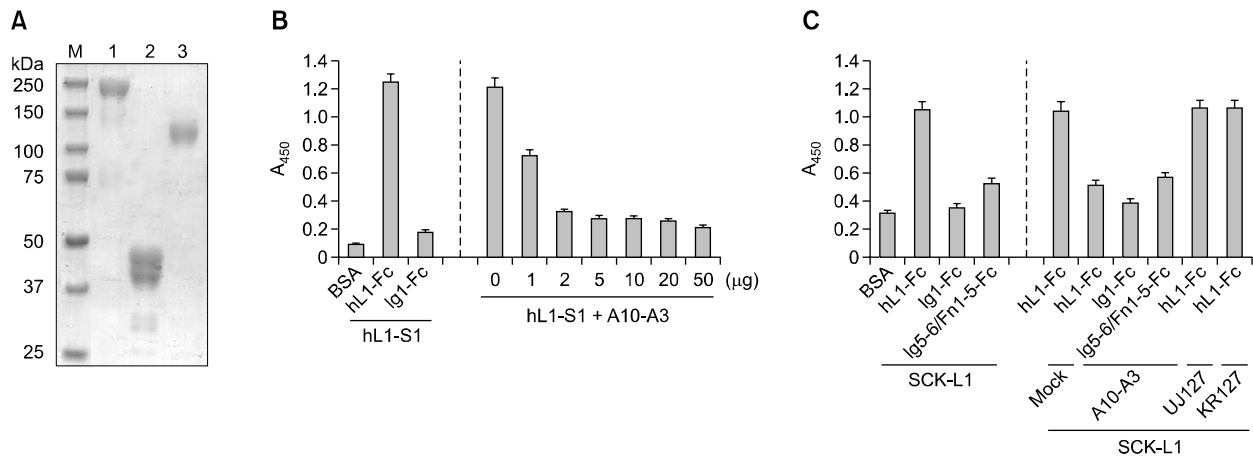 A
M 1 2 3
kDa
250
150
100
75
50
37
25
B
A450
1.4
1.2
1.0
0.8
0.6
0.4
0.2
0
BSA
hL1-Fc
Ig1-Fc
hL1-S1
0 1 2 5 10 20 50 (μg)
hL1-S1 + A10-A3
C
A450
1.4
1.2
1.0
0.8
0.6
0.4
0.2
0
BSA
hL1-Fc
Ig1-Fc
Ig5-6/Fn1-5-Fc
SCK-L1
hL1-Fc
hL1-Fc
Ig1-Fc
Ig5-6/Fn1-5-Fc
hL1-Fc
hL1-Fc
Mock
A10-A3
UJ127
KR127
SCK-L1